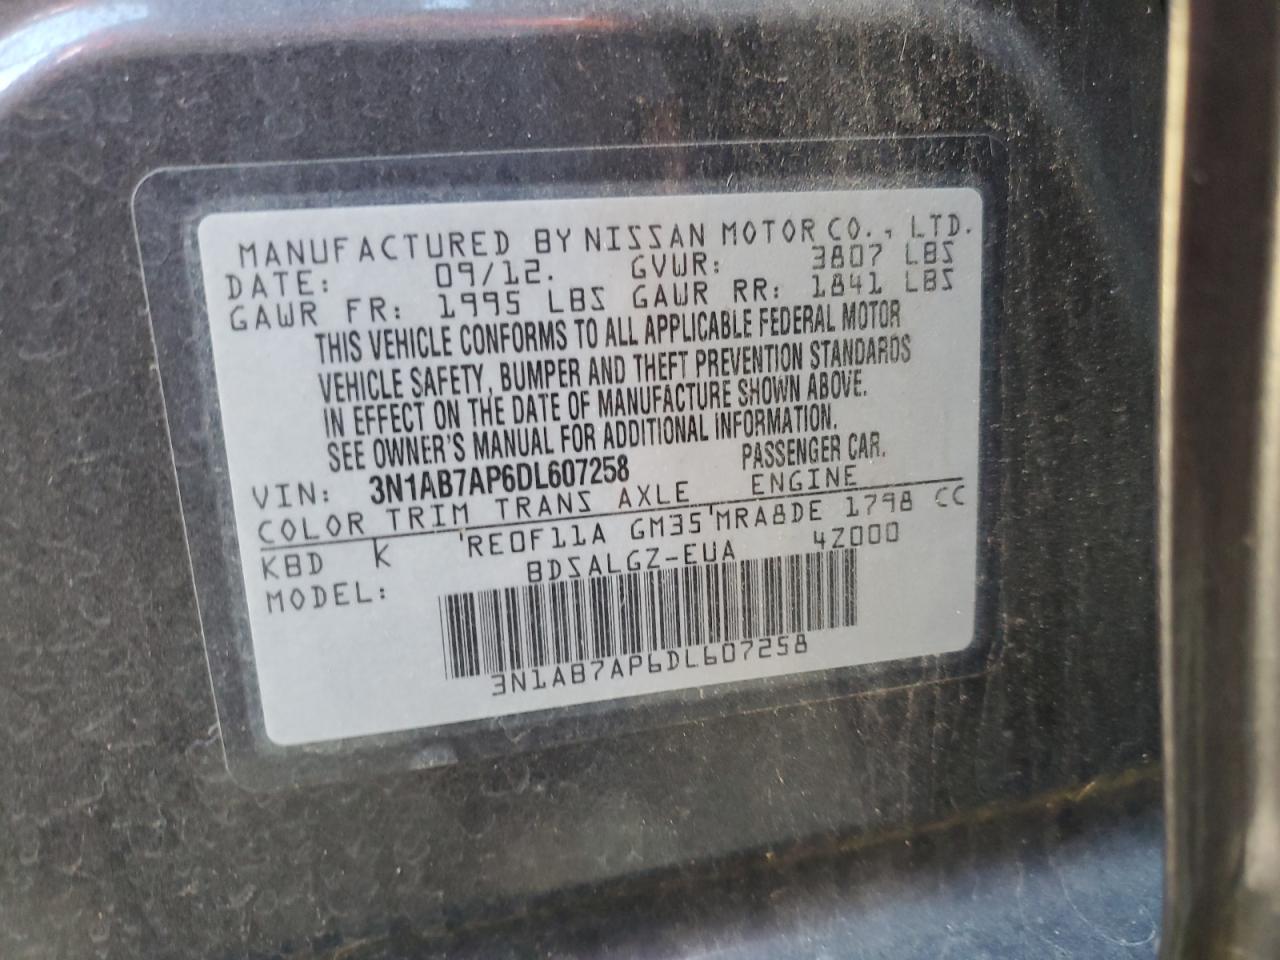 MANUFACTURED BY NISSAN MOTOR CO., LTD.
DATE: 09/12. GVWR: 3807 LBS
GAWR FR: 1995 LBS GAWR RR: 1841 LBS
THIS VEHICLE CONFORMS TO ALL APPLICABLE FEDERAL MOTOR
VEHICLE SAFETY, BUMPER AND THEFT PREVENTION STANDARDS
IN EFFECT ON THE DATE OF MANUFACTURE SHOWN ABOVE.
SEE OWNER'S MANUAL FOR ADDITIONAL INFORMATION.
VIN: 3N1AB7AP6DL607258 PASSENGER CAR.
COLOR TRIM TRANS AXLE ENGINE
KBD K RE0F11A GM35 MRA8DE 1798 CC
MODEL: BDSALGZ-EUA 4Z000
3N1AB7AP6DL607258